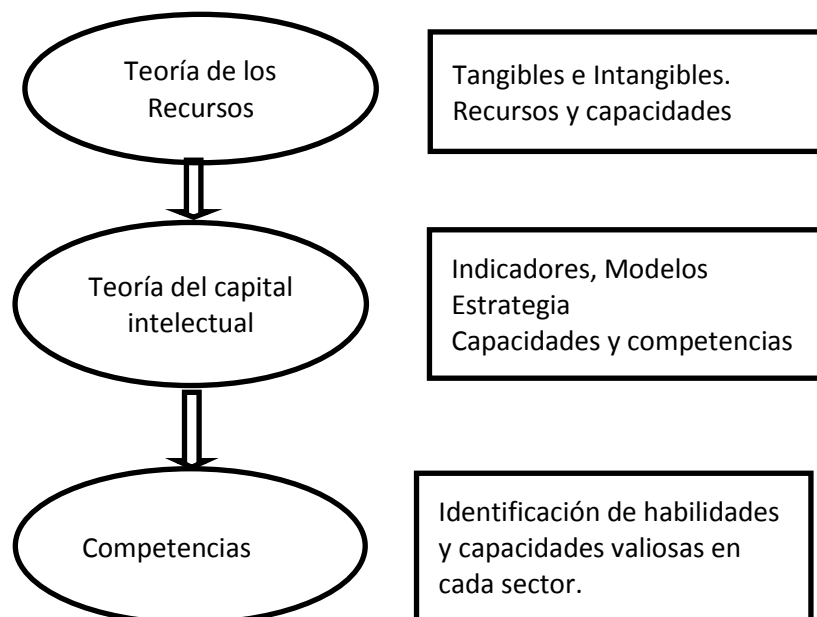 Teoría de los
Recursos
Tangibles e Intangibles.
Recursos y capacidades
Teoría del capital
intelectual
Indicadores, Modelos
Estrategia
Capacidades y competencias
Competencias
Identificación de habilidades
y capacidades valiosas en
cada sector.